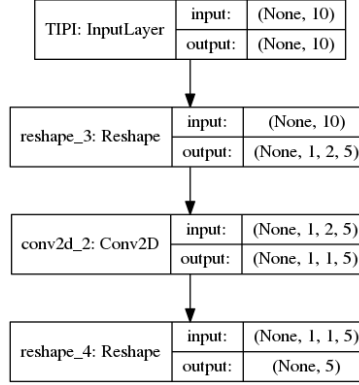 TIPI: InputLayer
input: (None, 10)
output: (None, 10)
reshape_3: Reshape
input: (None, 10)
output: (None, 1, 2, 5)
conv2d_2: Conv2D
input: (None, 1, 2, 5)
output: (None, 1, 1, 5)
reshape_4: Reshape
input: (None, 1, 1, 5)
output: (None, 5)